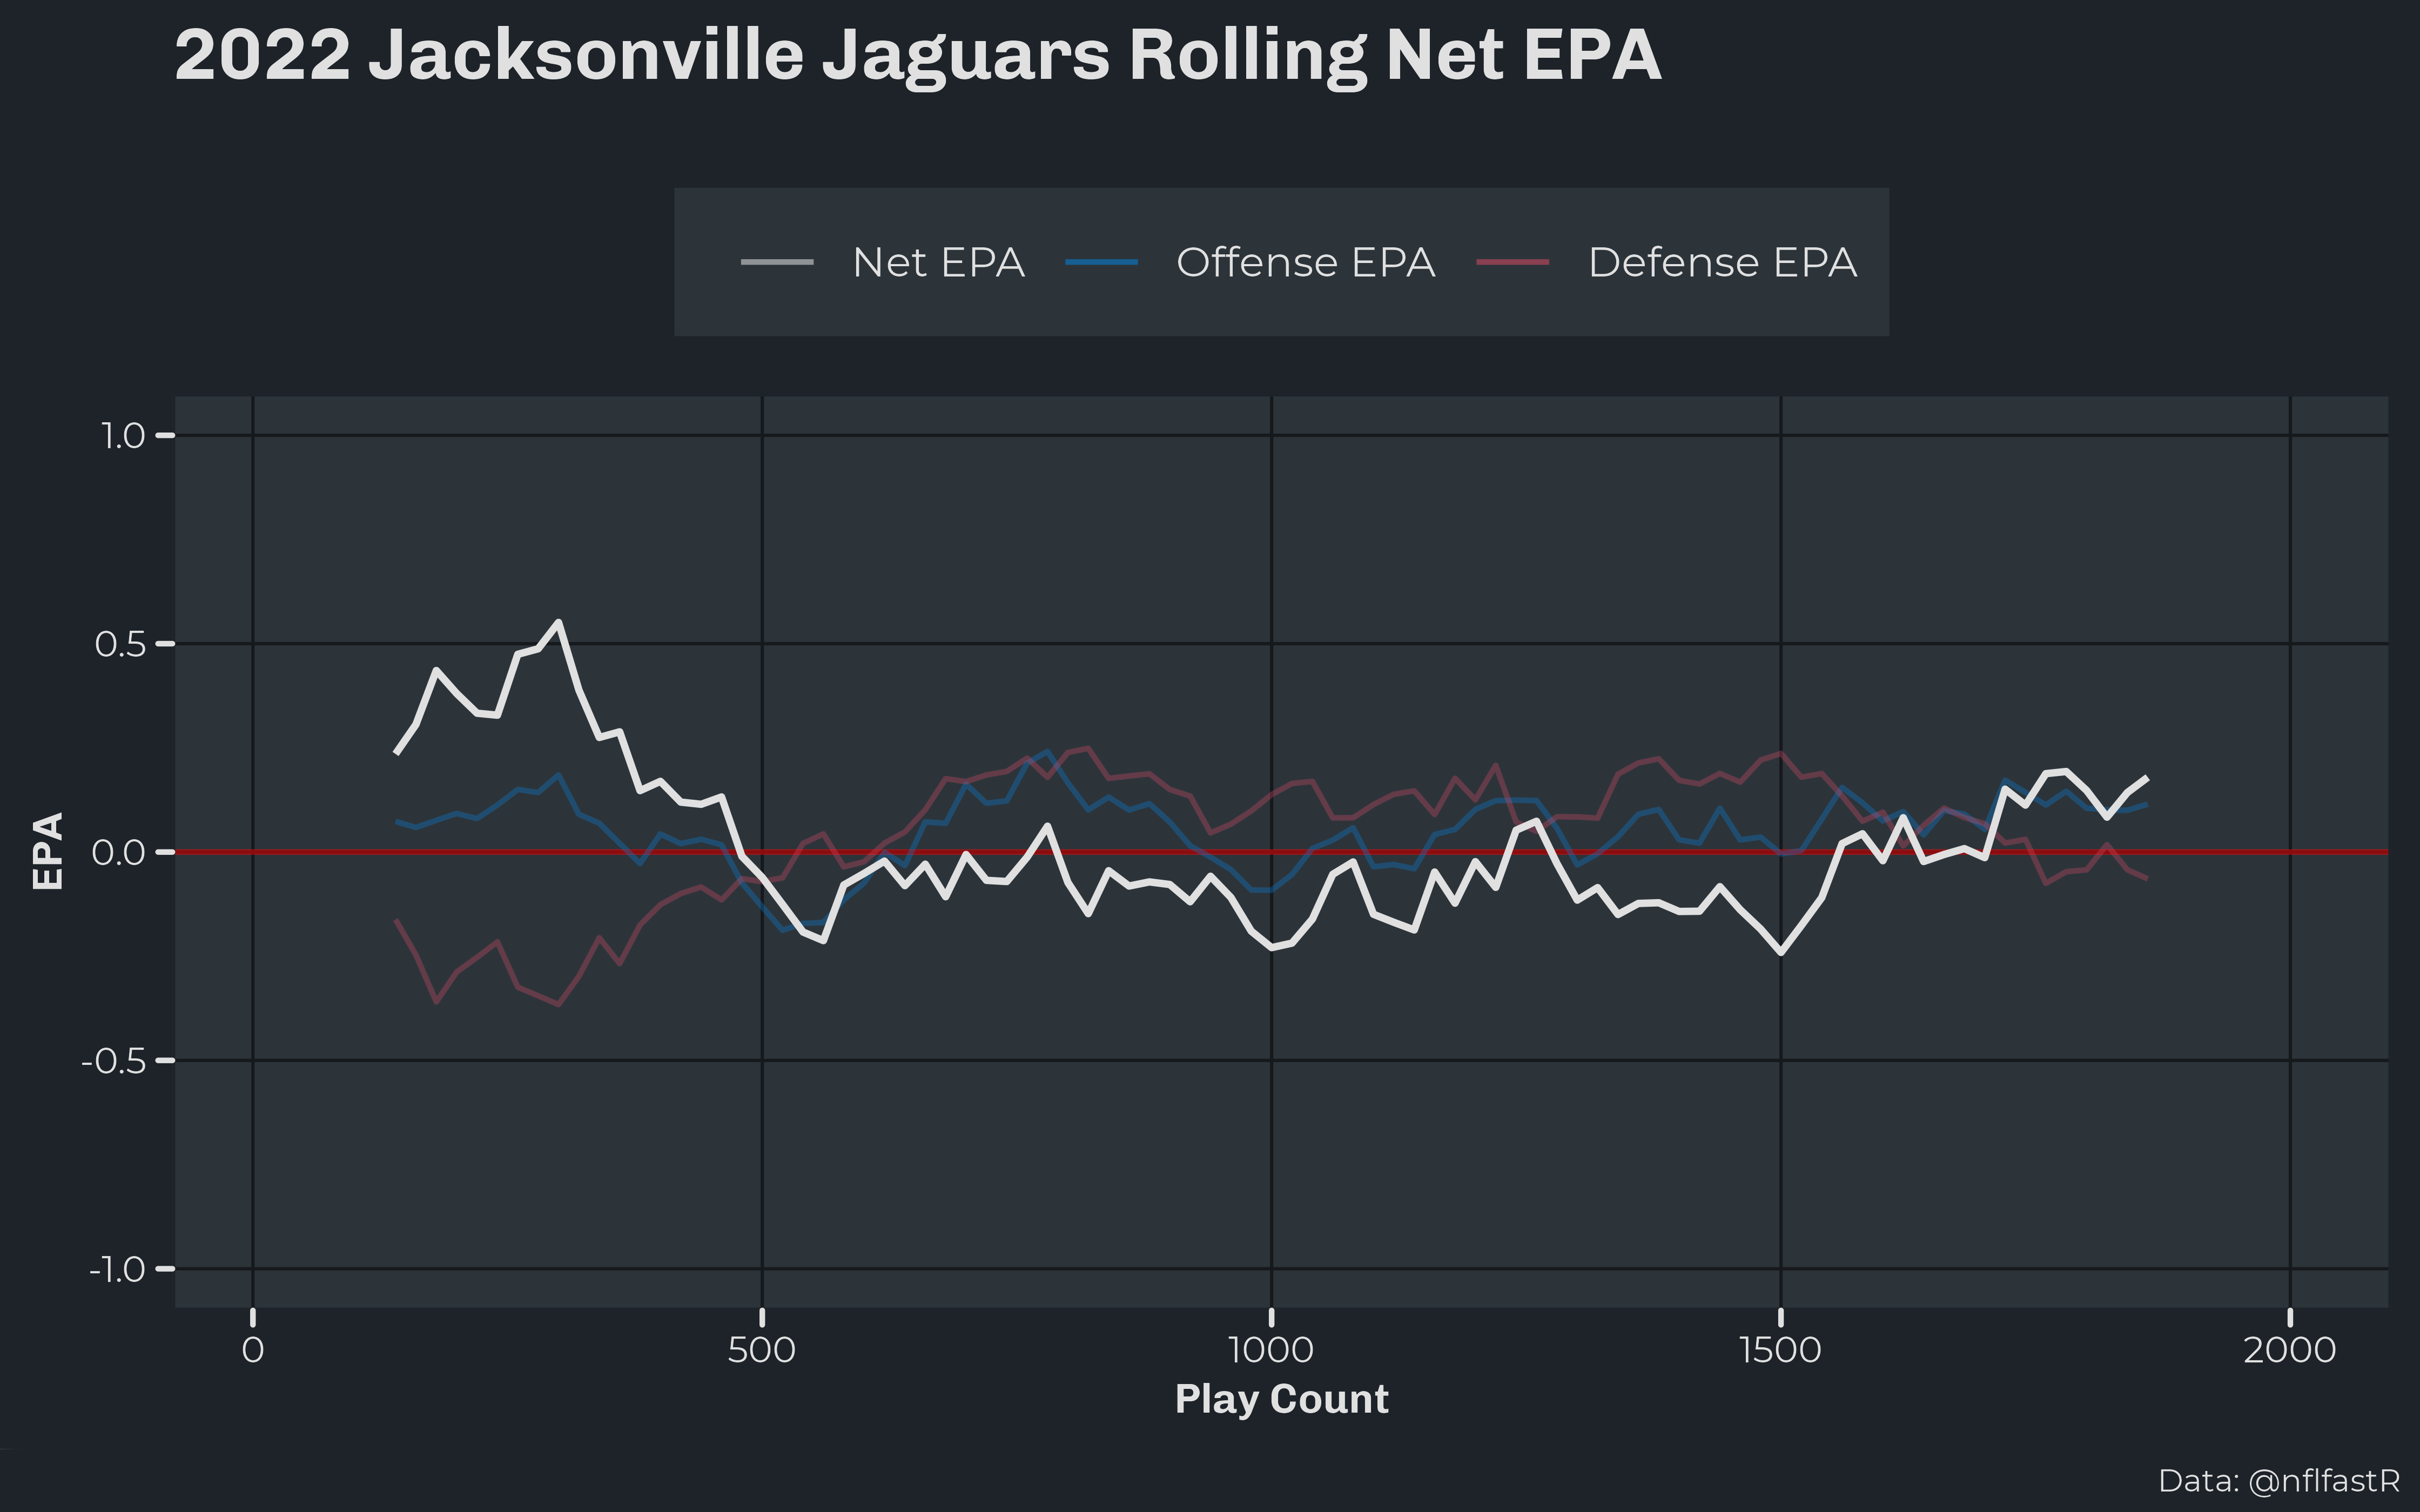 2022 Jacksonville Jaguars Rolling Net EPA
Net EPA Offense EPA Defense EPA
1.0
0.5
0.0
-0.5
-1.0
EPA
0 500 1000 1500 2000
Play Count
Data: @nflfastR